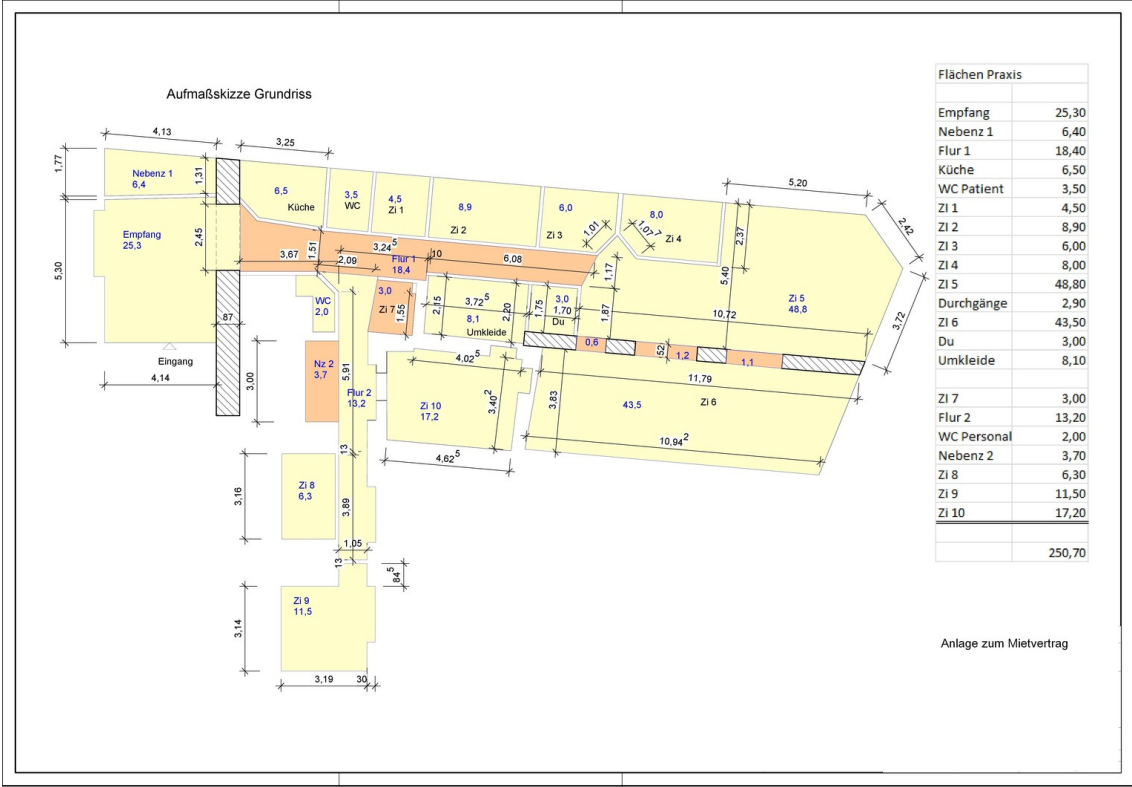 Aufmaßskizze Grundriss
4,13
1,77
Nebenz 1
6,4
1,31
3,25
6,5
Küche
3,5
WC
4,5
Zi 1
8,9
Zi 2
6,0
Zi 3
1,01
8,0
1,07⁷
Zi 4
5,20
2,42
2,37
5,40
3,72
Zi 5
48,8
Empfang
25,3
5,30
2,45
3,67
1,51
2,09
3,24⁵
Flur 1
18,4
10
6,08
1,17
1,87
10,72
87
Eingang
4,14
WC
2,0
3,0
Zi 7
1,55
2,15
3,72⁵
8,1
Umkleide
2,20
1,75
3,0
1,70
Du
0,6
52
1,2
1,1
11,79
Zi 6
43,5
3,83
10,94²
3,00
Nz 2
3,7
5,91
Flur 2
13,2
4,02⁵
Zi 10
17,2
3,40²
4,62⁵
13
3,16
Zi 8
6,3
3,89
1,05
13
84⁵
3,14
Zi 9
11,5
3,19
30
Flächen Praxis
Empfang 25,30
Nebenz 1 6,40
Flur 1 18,40
Küche 6,50
WC Patient 3,50
ZI 1 4,50
ZI 2 8,90
ZI 3 6,00
ZI 4 8,00
ZI 5 48,80
Durchgänge 2,90
ZI 6 43,50
Du 3,00
Umkleide 8,10
ZI 7 3,00
Flur 2 13,20
WC Personal 2,00
Nebenz 2 3,70
Zi 8 6,30
Zi 9 11,50
Zi 10 17,20
250,70
Anlage zum Mietvertrag